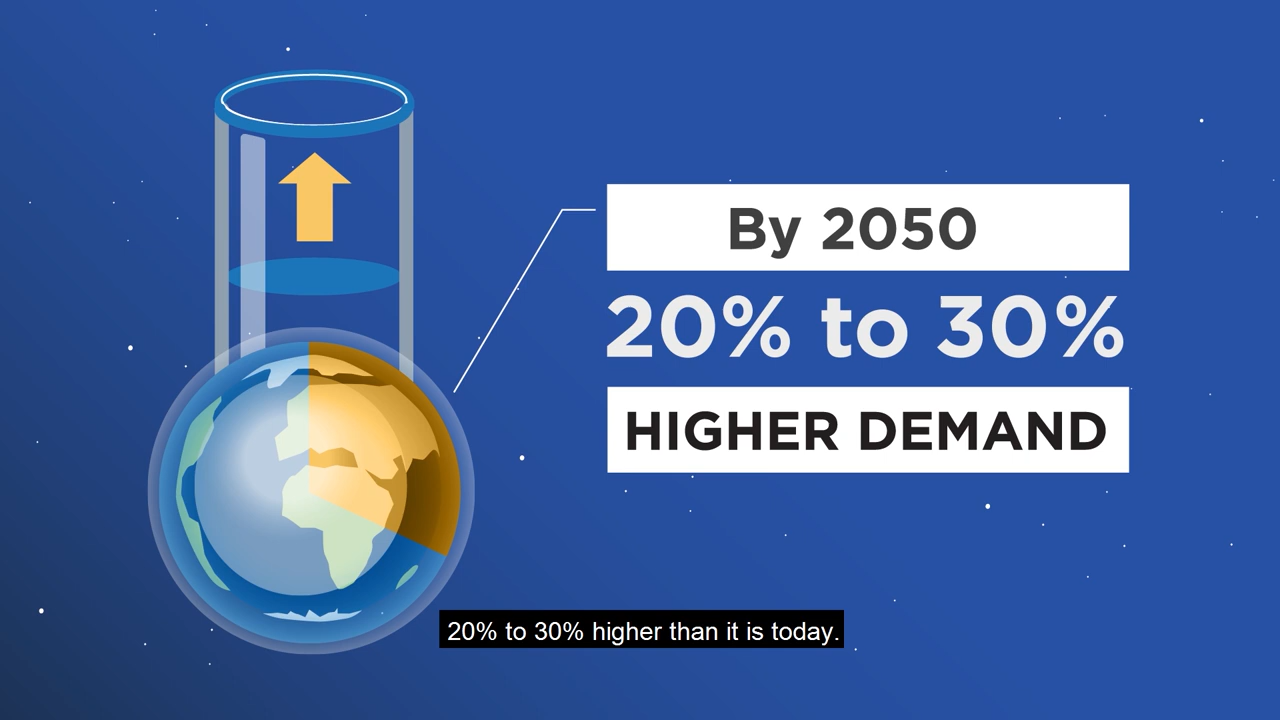 By 2050
20% to 30%
HIGHER DEMAND
20% to 30% higher than it is today.